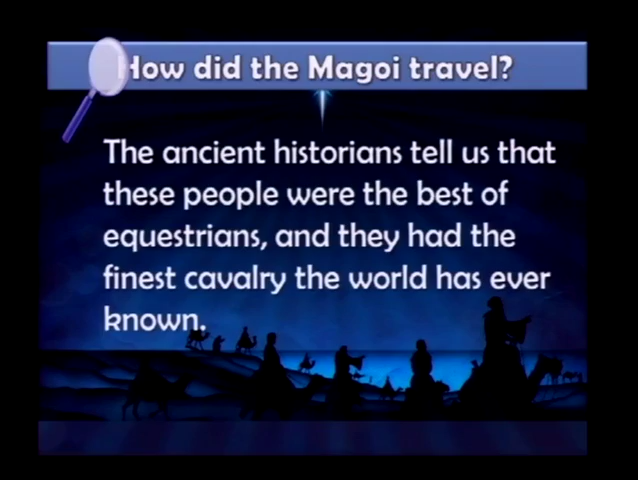 How did the Magoi travel?
The ancient historians tell us that
these people were the best of
equestrians, and they had the
finest cavalry the world has ever
known.